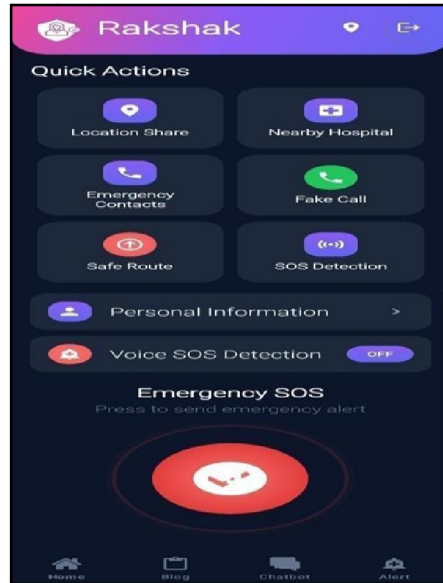 Rakshak
Quick Actions
Location Share
Nearby Hospital
Emergency
Contacts
Fake Call
Safe Route
SOS Detection
Personal Information >
Voice SOS Detection OFF
Emergency SOS
Press to send emergency alert
Home
Blog
Chatbot
Alert